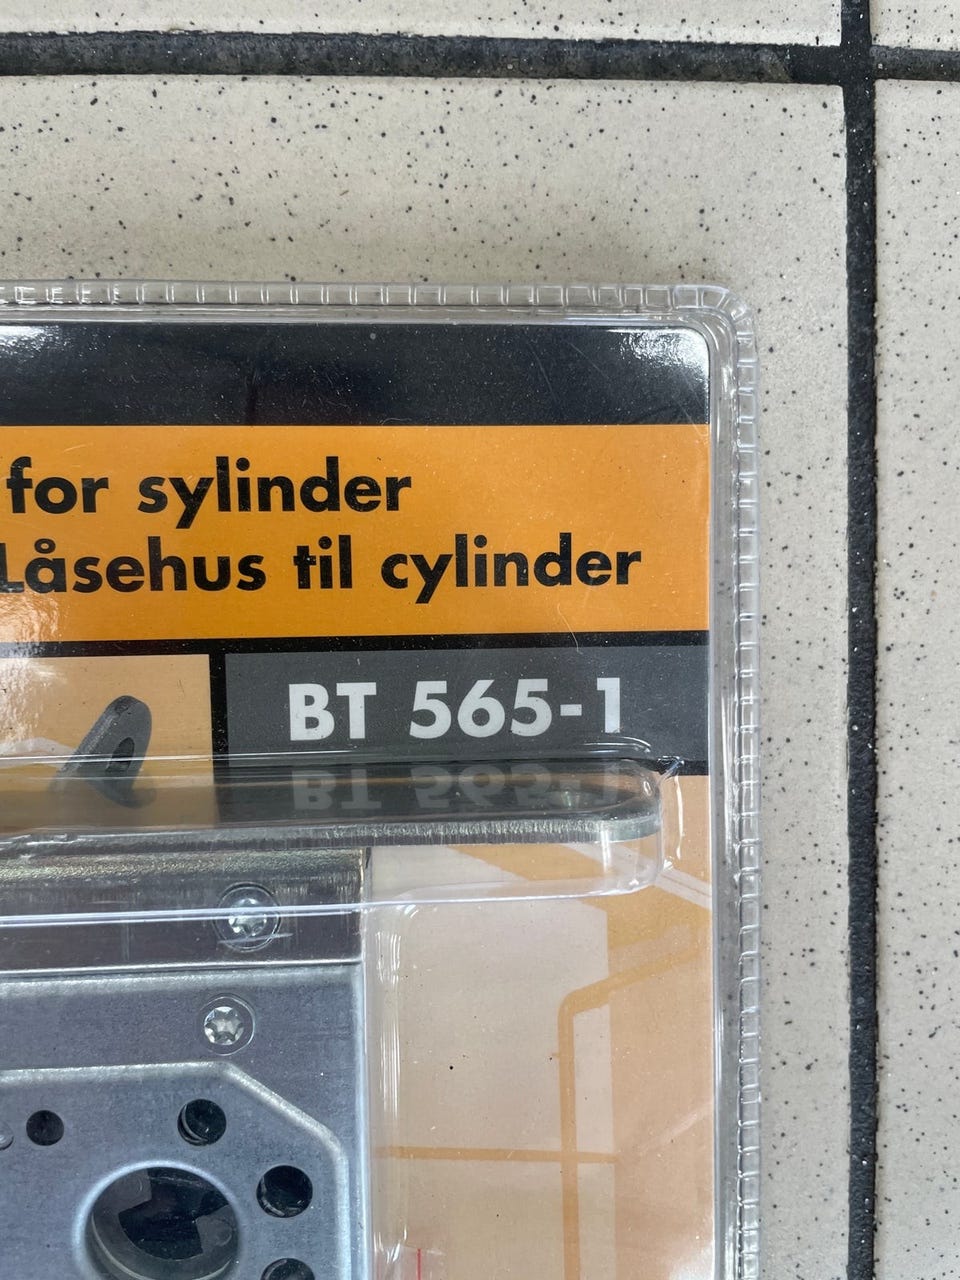 for sylinder
Låsehus til cylinder
BT 565-1